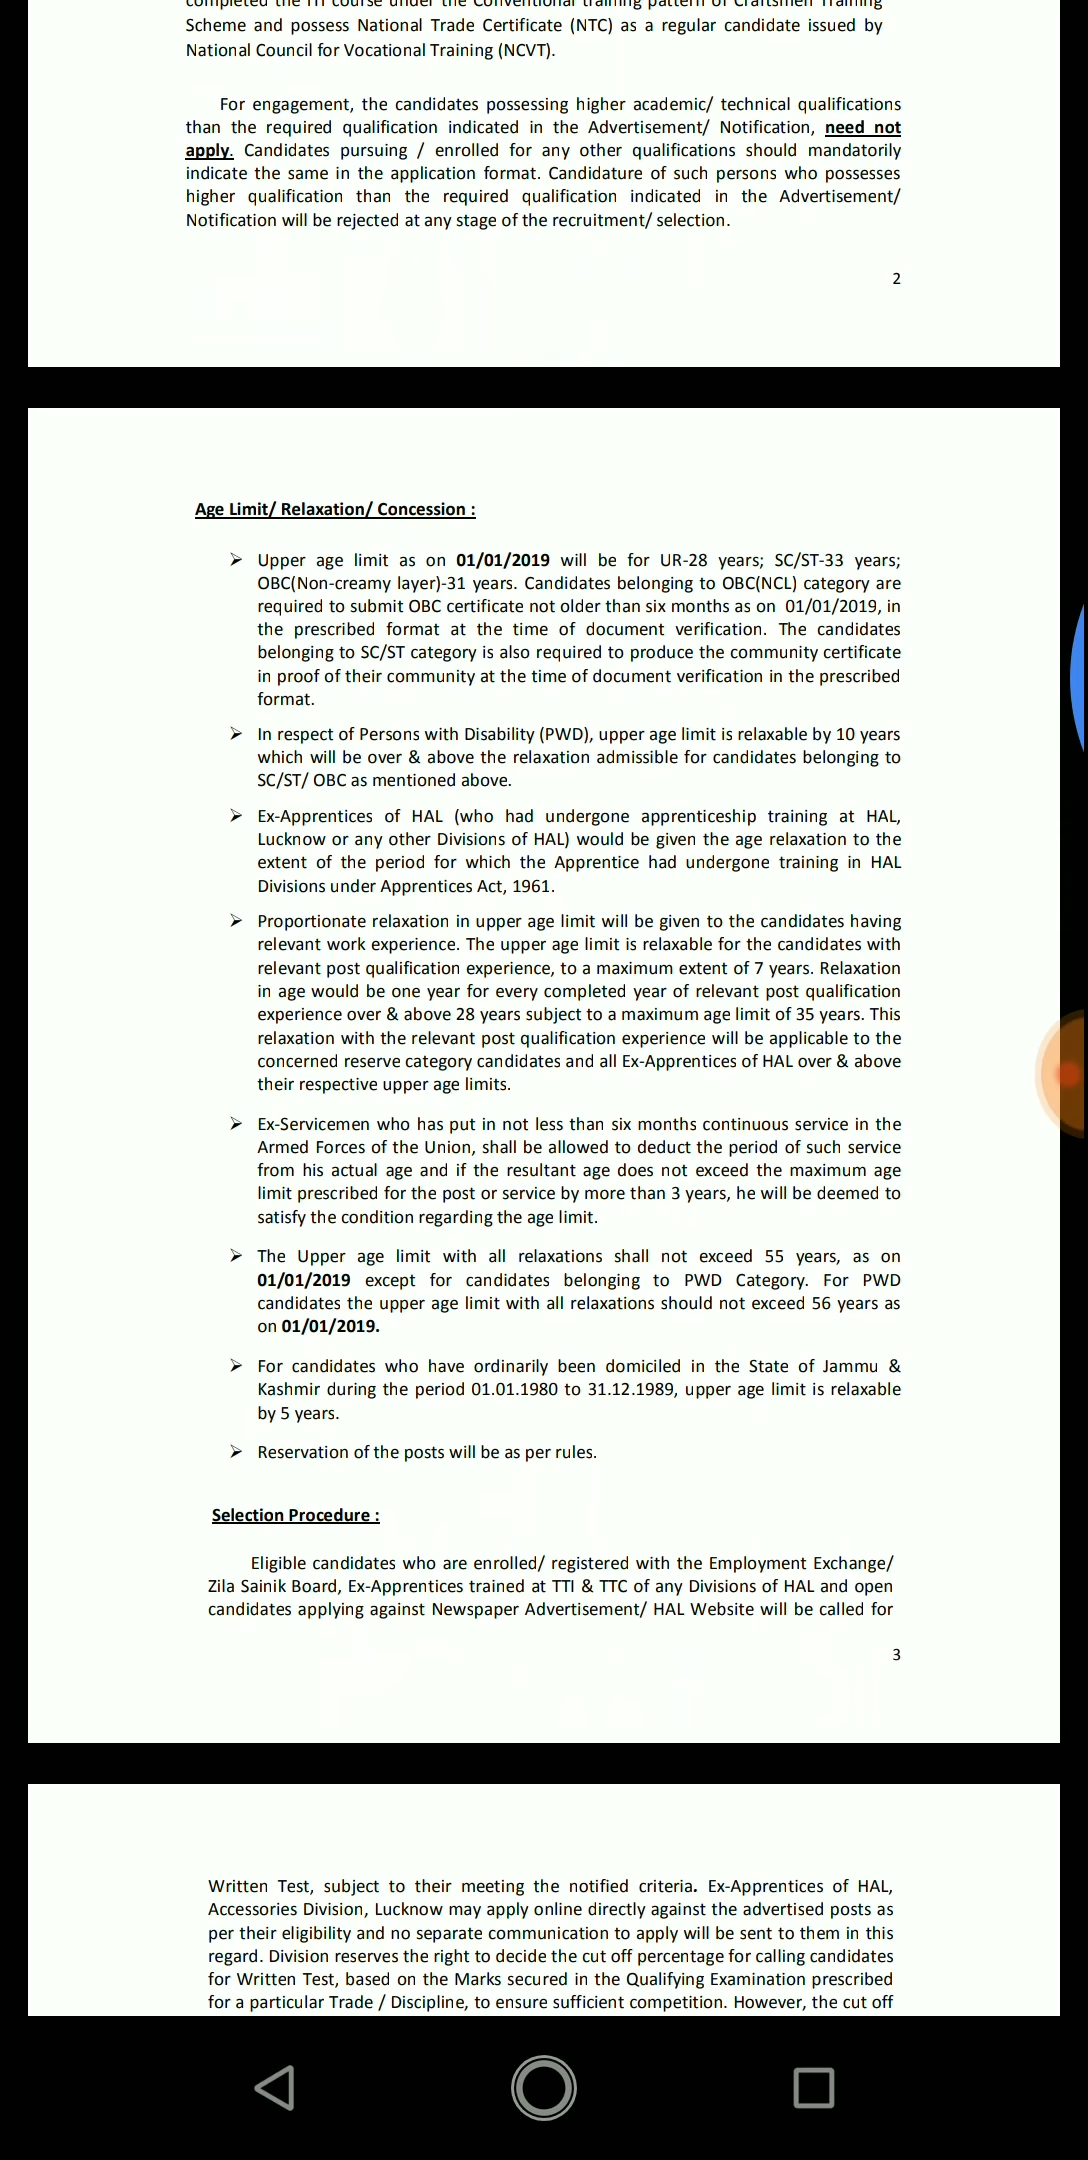 completed the ITI course under the Conventional training pattern of Craftsmen Training
Scheme and possess National Trade Certificate (NTC) as a regular candidate issued by
National Council for Vocational Training (NCVT).
For engagement, the candidates possessing higher academic/ technical qualifications
than the required qualification indicated in the Advertisement/ Notification, need not
apply. Candidates pursuing / enrolled for any other qualifications should mandatorily
indicate the same in the application format. Candidature of such persons who possesses
higher qualification than the required qualification indicated in the Advertisement/
Notification will be rejected at any stage of the recruitment/ selection.
2
Age Limit/ Relaxation/ Concession :
➢ Upper age limit as on 01/01/2019 will be for UR-28 years; SC/ST-33 years;
OBC(Non-creamy layer)-31 years. Candidates belonging to OBC(NCL) category are
required to submit OBC certificate not older than six months as on 01/01/2019, in
the prescribed format at the time of document verification. The candidates
belonging to SC/ST category is also required to produce the community certificate
in proof of their community at the time of document verification in the prescribed
format.
➢ In respect of Persons with Disability (PWD), upper age limit is relaxable by 10 years
which will be over & above the relaxation admissible for candidates belonging to
SC/ST/ OBC as mentioned above.
➢ Ex-Apprentices of HAL (who had undergone apprenticeship training at HAL,
Lucknow or any other Divisions of HAL) would be given the age relaxation to the
extent of the period for which the Apprentice had undergone training in HAL
Divisions under Apprentices Act, 1961.
➢ Proportionate relaxation in upper age limit will be given to the candidates having
relevant work experience. The upper age limit is relaxable for the candidates with
relevant post qualification experience, to a maximum extent of 7 years. Relaxation
in age would be one year for every completed year of relevant post qualification
experience over & above 28 years subject to a maximum age limit of 35 years. This
relaxation with the relevant post qualification experience will be applicable to the
concerned reserve category candidates and all Ex-Apprentices of HAL over & above
their respective upper age limits.
➢ Ex-Servicemen who has put in not less than six months continuous service in the
Armed Forces of the Union, shall be allowed to deduct the period of such service
from his actual age and if the resultant age does not exceed the maximum age
limit prescribed for the post or service by more than 3 years, he will be deemed to
satisfy the condition regarding the age limit.
➢ The Upper age limit with all relaxations shall not exceed 55 years, as on
01/01/2019 except for candidates belonging to PWD Category. For PWD
candidates the upper age limit with all relaxations should not exceed 56 years as
on 01/01/2019.
➢ For candidates who have ordinarily been domiciled in the State of Jammu &
Kashmir during the period 01.01.1980 to 31.12.1989, upper age limit is relaxable
by 5 years.
➢ Reservation of the posts will be as per rules.
Selection Procedure :
Eligible candidates who are enrolled/ registered with the Employment Exchange/
Zila Sainik Board, Ex-Apprentices trained at TTI & TTC of any Divisions of HAL and open
candidates applying against Newspaper Advertisement/ HAL Website will be called for
3
Written Test, subject to their meeting the notified criteria. Ex-Apprentices of HAL,
Accessories Division, Lucknow may apply online directly against the advertised posts as
per their eligibility and no separate communication to apply will be sent to them in this
regard. Division reserves the right to decide the cut off percentage for calling candidates
for Written Test, based on the Marks secured in the Qualifying Examination prescribed
for a particular Trade / Discipline, to ensure sufficient competition. However, the cut off